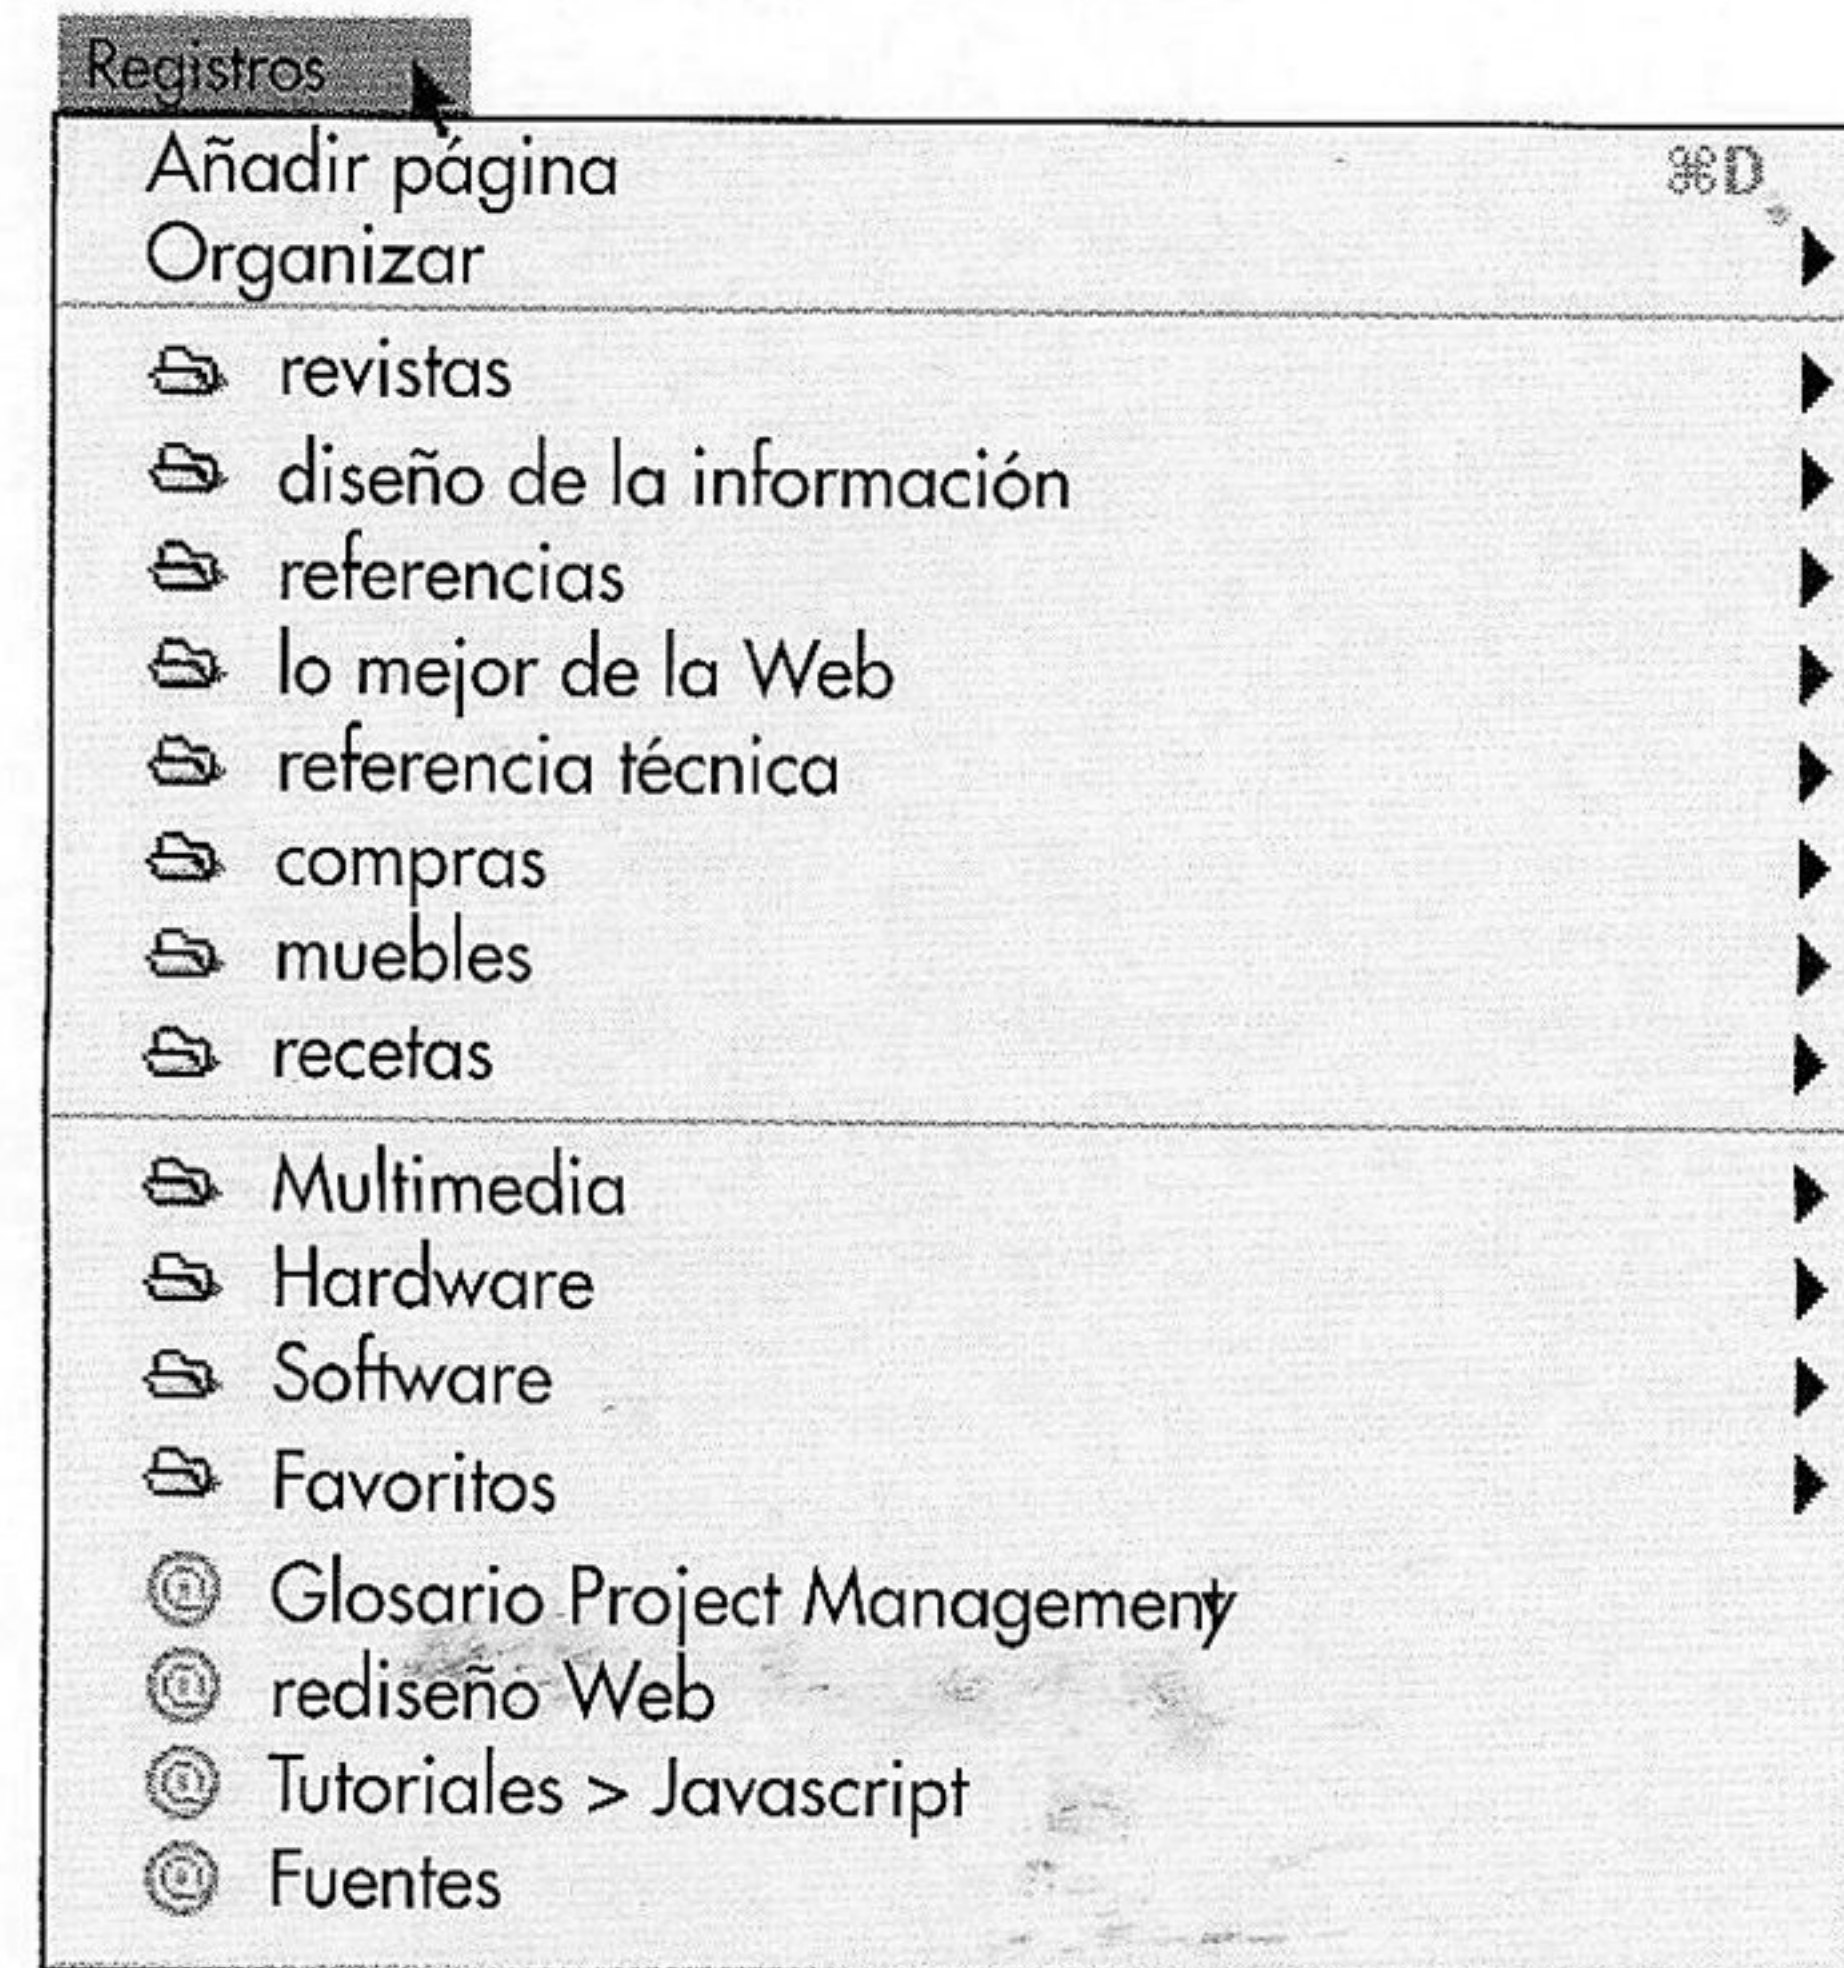 Registros
Añadir página ⌘D
Organizar
revistas
diseño de la información
referencias
lo mejor de la Web
referencia técnica
compras
muebles
recetas
Multimedia
Hardware
Software
Favoritos
Glosario Project Management
rediseño Web
Tutoriales > Javascript
Fuentes